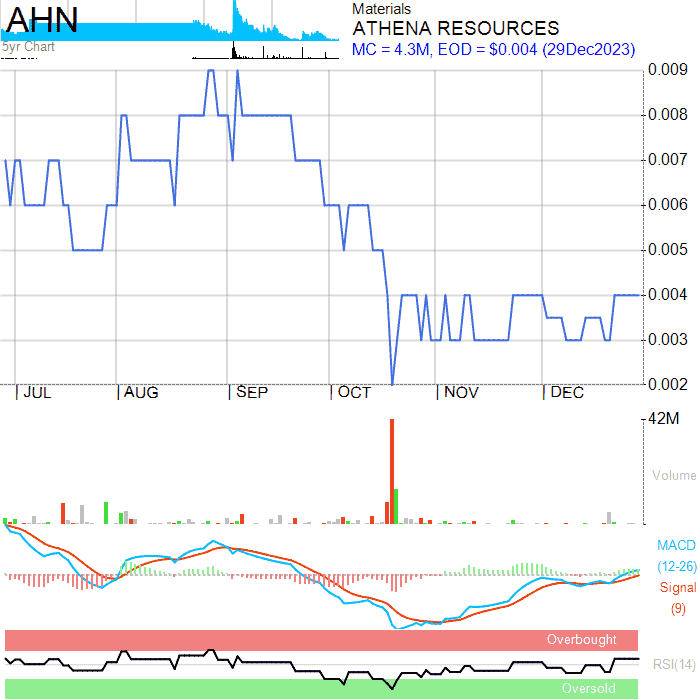 AHN
5yr Chart
Materials
ATHENA RESOURCES
MC = 4.3M, EOD = $0.004 (29Dec2023)
0.009
0.008
0.007
0.006
0.005
0.004
0.003
0.002
JUL AUG SEP OCT NOV DEC
42M
Volume
MACD
(12-26)
Signal
(9)
Overbought
RSI(14)
Oversold